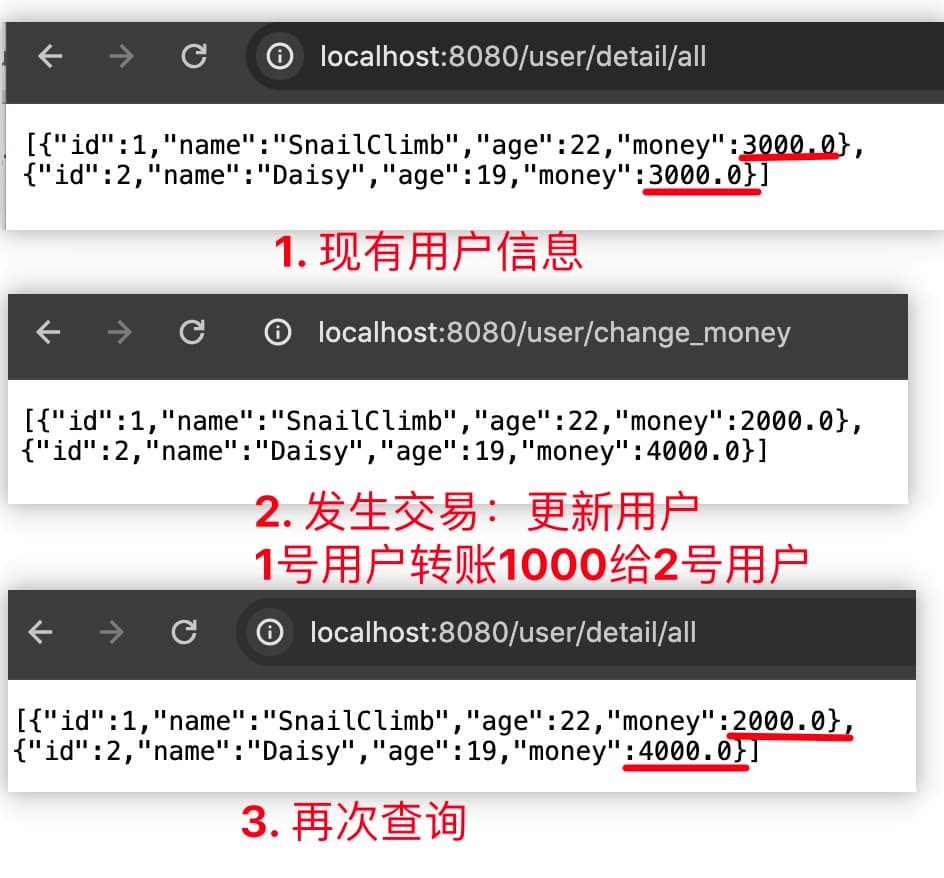 localhost:8080/user/detail/all
[{"id":1,"name":"SnailClimb","age":22,"money":3000.0},
{"id":2,"name":"Daisy","age":19,"money":3000.0}]
1. 现有用户信息
localhost:8080/user/change_money
[{"id":1,"name":"SnailClimb","age":22,"money":2000.0},
{"id":2,"name":"Daisy","age":19,"money":4000.0}]
2. 发生交易：更新用户
1号用户转账1000给2号用户
localhost:8080/user/detail/all
[{"id":1,"name":"SnailClimb","age":22,"money":2000.0},
{"id":2,"name":"Daisy","age":19,"money":4000.0}]
3. 再次查询